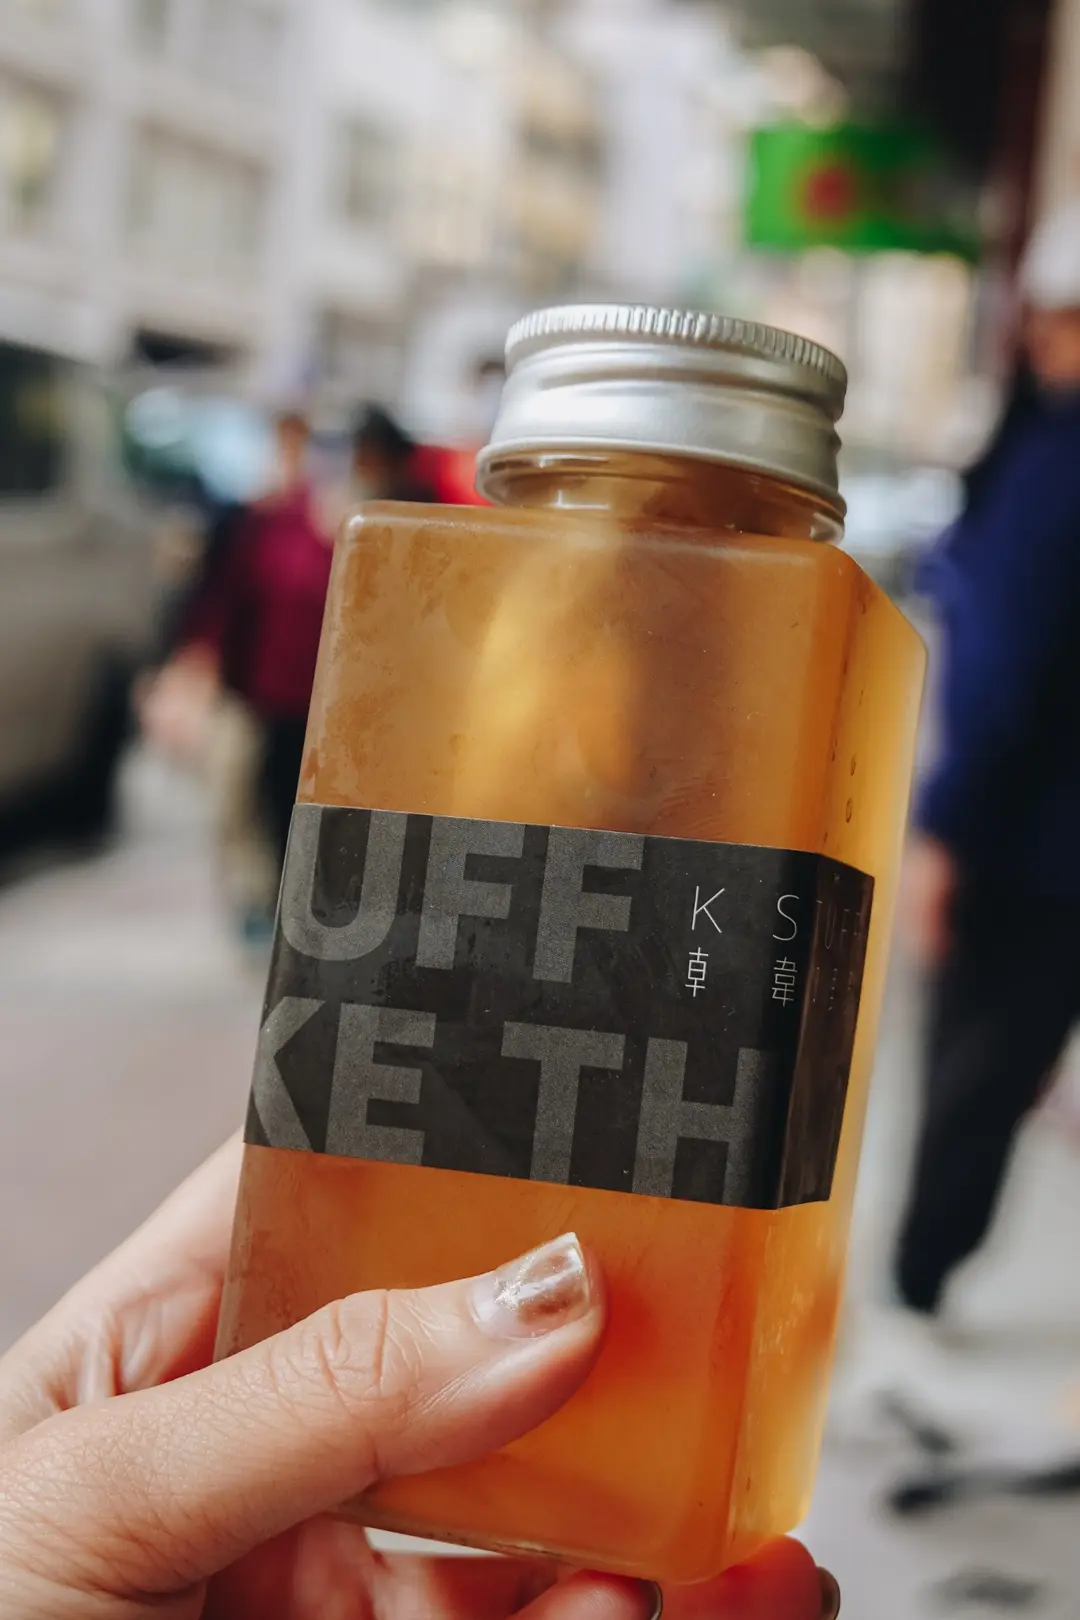 UFF
K S
卓 韋
KE TH